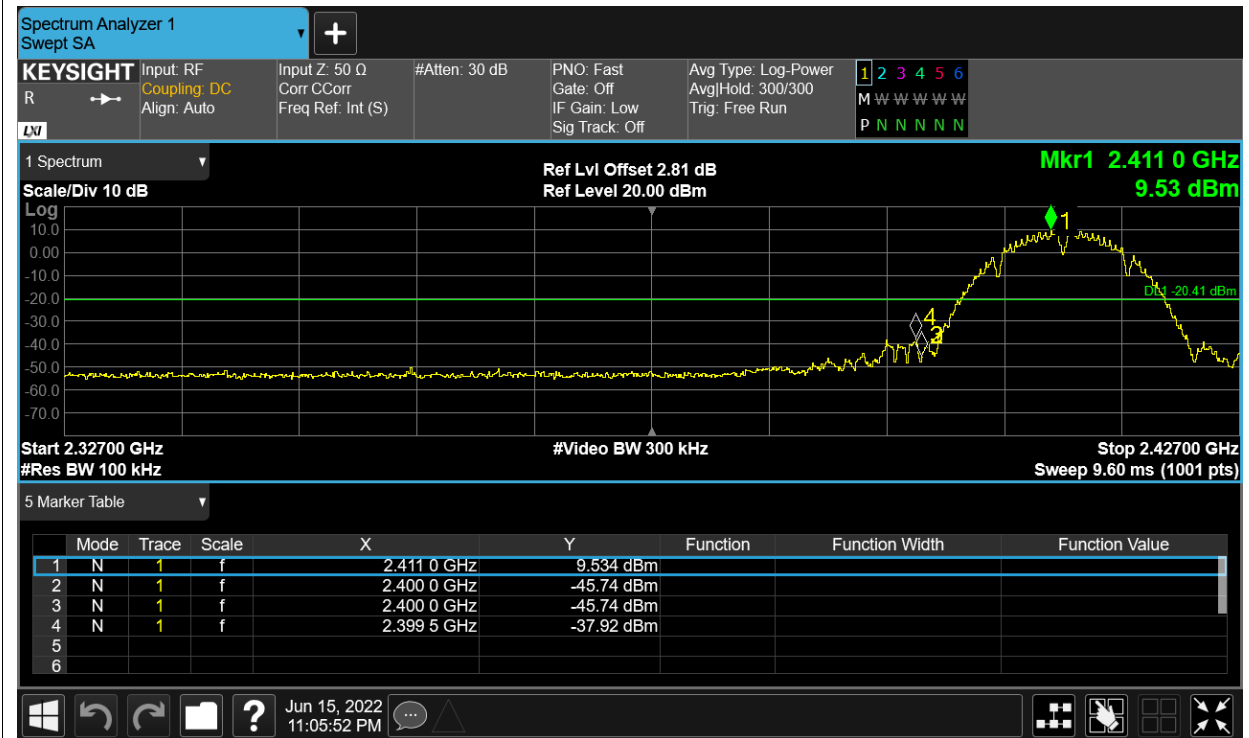 Spectrum Analyzer 1
Swept SA
KEYSIGHT
R
LXI
Input: RF
Coupling: DC
Align: Auto
Input Z: 50 Ω
Corr CCorr
Freq Ref: Int (S)
#Atten: 30 dB
PNO: Fast
Gate: Off
IF Gain: Low
Sig Track: Off
Avg Type: Log-Power
Avg|Hold: 300/300
Trig: Free Run
1 2 3 4 5 6
M W W W W W
P N N N N N
1 Spectrum
Scale/Div 10 dB
Ref Lvl Offset 2.81 dB
Ref Level 20.00 dBm
Mkr1 2.411 0 GHz
9.53 dBm
Log
10.0
0.00
-10.0
-20.0
-30.0
-40.0
-50.0
-60.0
-70.0
1
DL1 -20.41 dBm
4
Start 2.32700 GHz
#Video BW 300 kHz
Stop 2.42700 GHz
#Res BW 100 kHz
Sweep 9.60 ms (1001 pts)
5 Marker Table
Mode Trace Scale X Y Function Function Width Function Value
1 N 1 f 2.411 0 GHz 9.534 dBm
2 N 1 f 2.400 0 GHz -45.74 dBm
3 N 1 f 2.400 0 GHz -45.74 dBm
4 N 1 f 2.399 5 GHz -37.92 dBm
5
6
?
Jun 15, 2022
11:05:52 PM